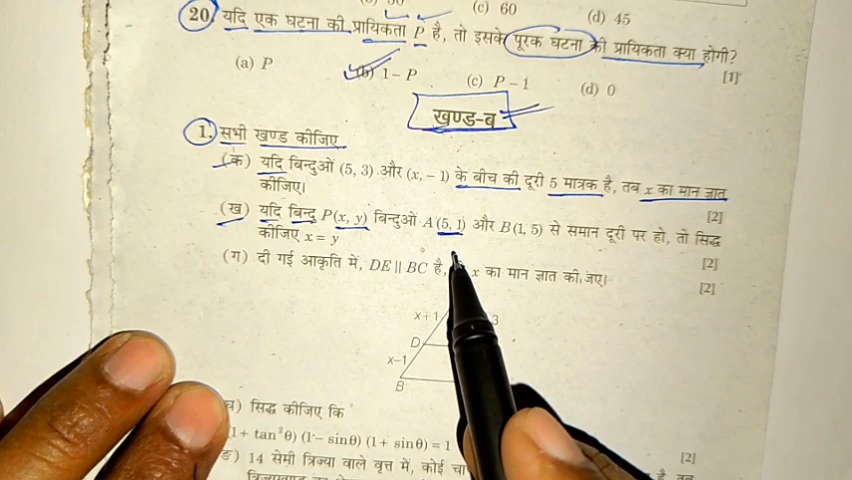 (c) 60
(d) 45
20. यदि एक घटना की प्रायिकता P है, तो इसके पूरक घटना की प्रायिकता क्या होगी?
[1]
(a) P (b) 1 – P (c) P – 1 (d) 0
खण्ड-ब
1. सभी खण्ड कीजिए
(क) यदि बिन्दुओं (5, 3) और (x, – 1) के बीच की दूरी 5 मात्रक है, तब x का मान ज्ञात
कीजिए। [2]
(ख) यदि बिन्दु P(x, y) बिन्दुओं A(5, 1) और B(1, 5) से समान दूरी पर हो, तो सिद्ध
कीजिए x = y [2]
(ग) दी गई आकृति में, DE || BC है, x का मान ज्ञात कीजिए। [2]
x+1 3
D
x–1
B
सिद्ध कीजिए कि
(1 + tan²θ) (1 – sinθ) (1 + sinθ) = 1 [2]
14 सेमी त्रिज्या वाले वृत्त में, कोई